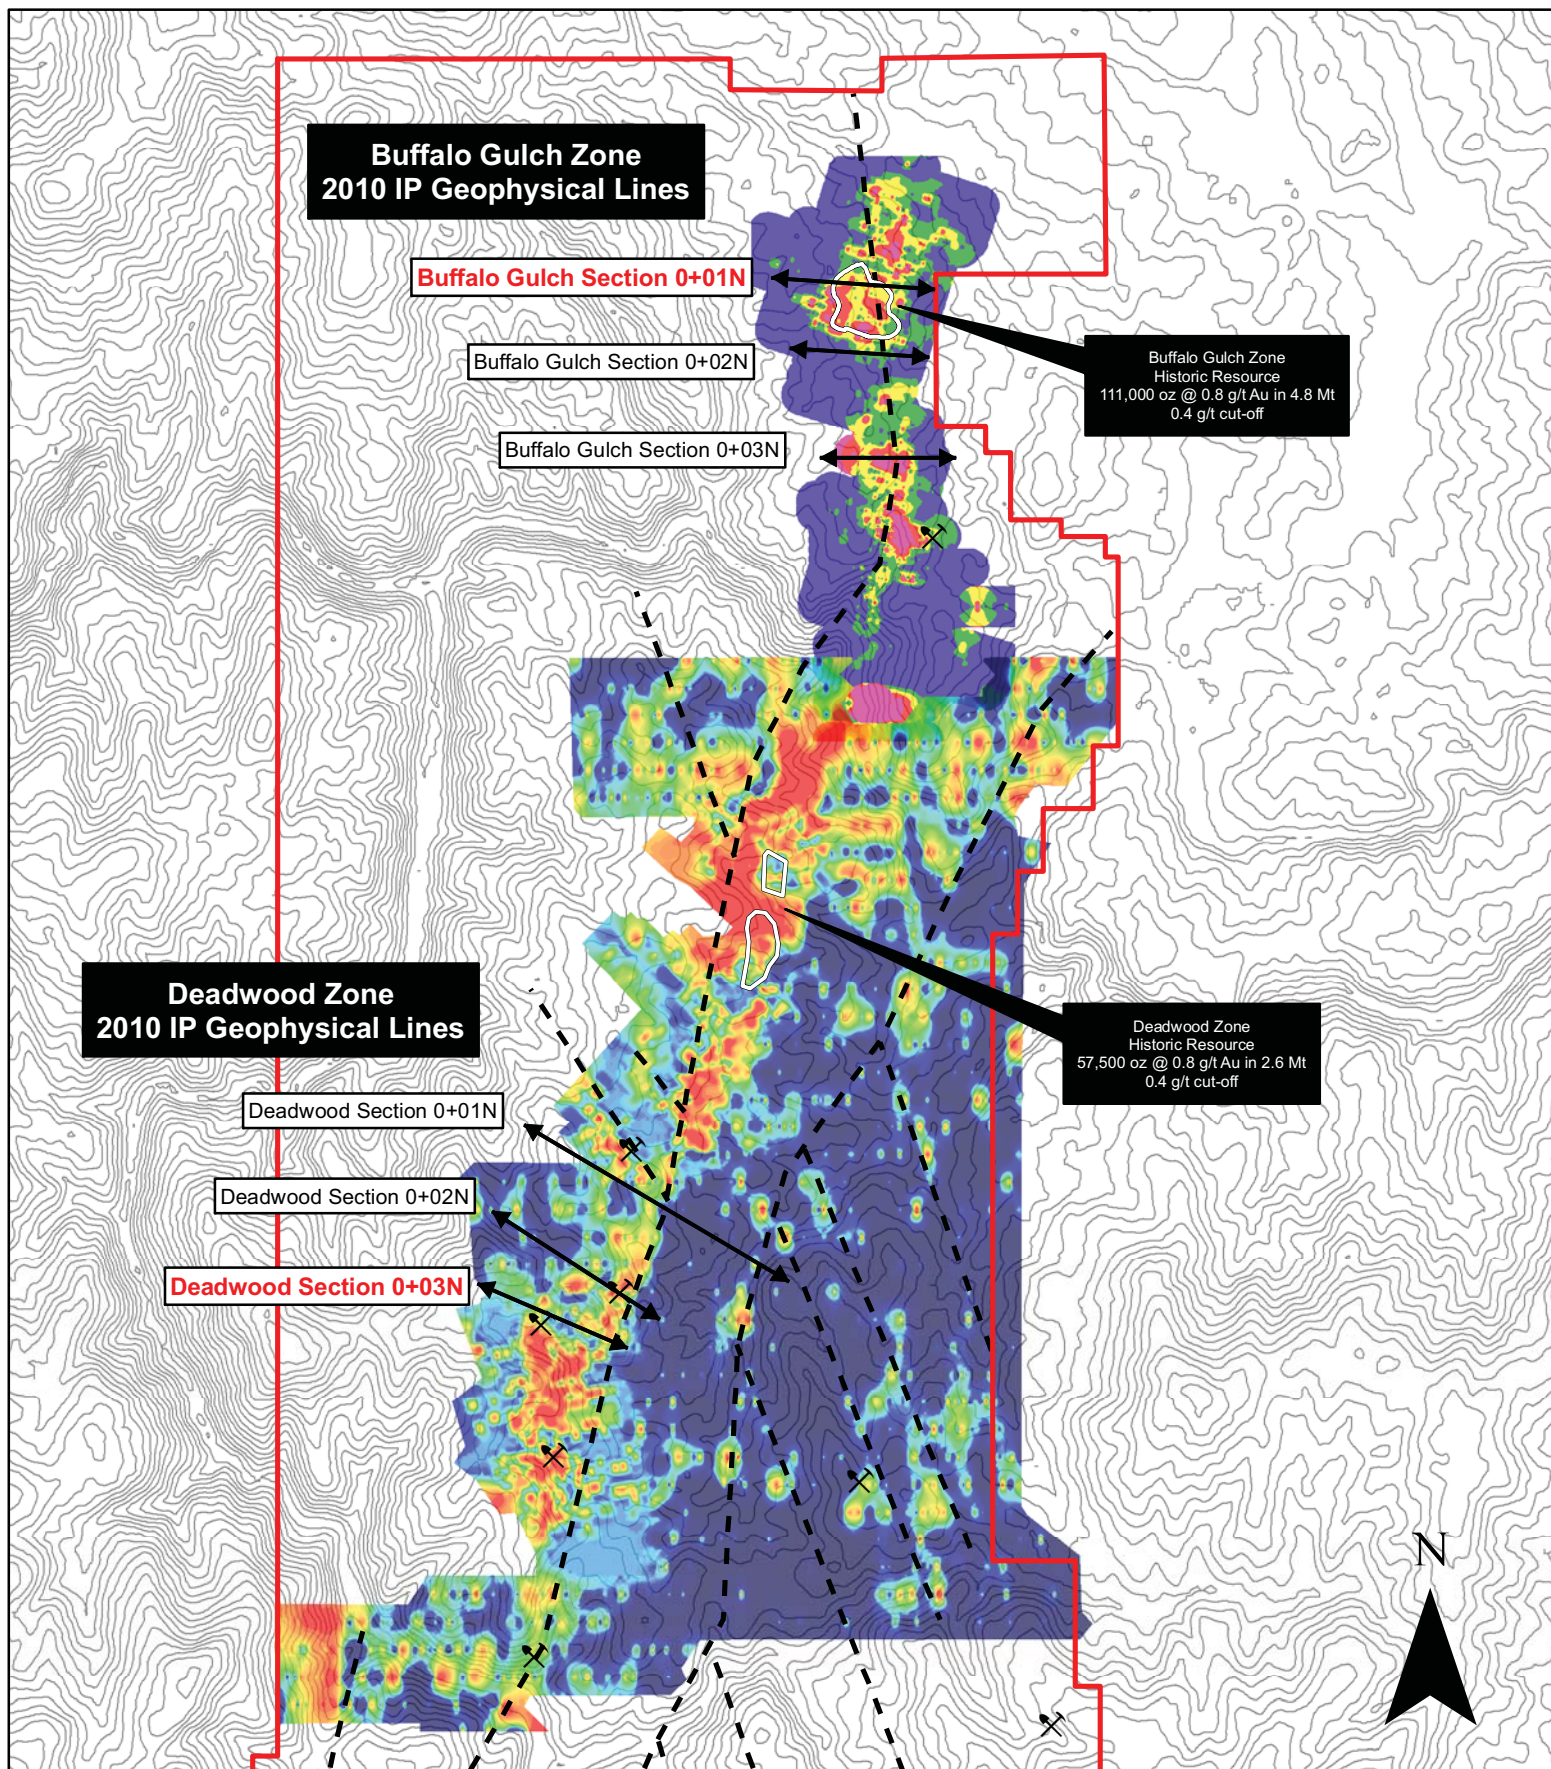 Buffalo Gulch Zone
2010 IP Geophysical Lines
Buffalo Gulch Section 0+01N
Buffalo Gulch Section 0+02N
Buffalo Gulch Zone
Historic Resource
111,000 oz @ 0.8 g/t Au in 4.8 Mt
0.4 g/t cut-off
Buffalo Gulch Section 0+03N
Deadwood Zone
2010 IP Geophysical Lines
Deadwood Zone
Historic Resource
57,500 oz @ 0.8 g/t Au in 2.6 Mt
0.4 g/t cut-off
Deadwood Section 0+01N
Deadwood Section 0+02N
Deadwood Section 0+03N
N